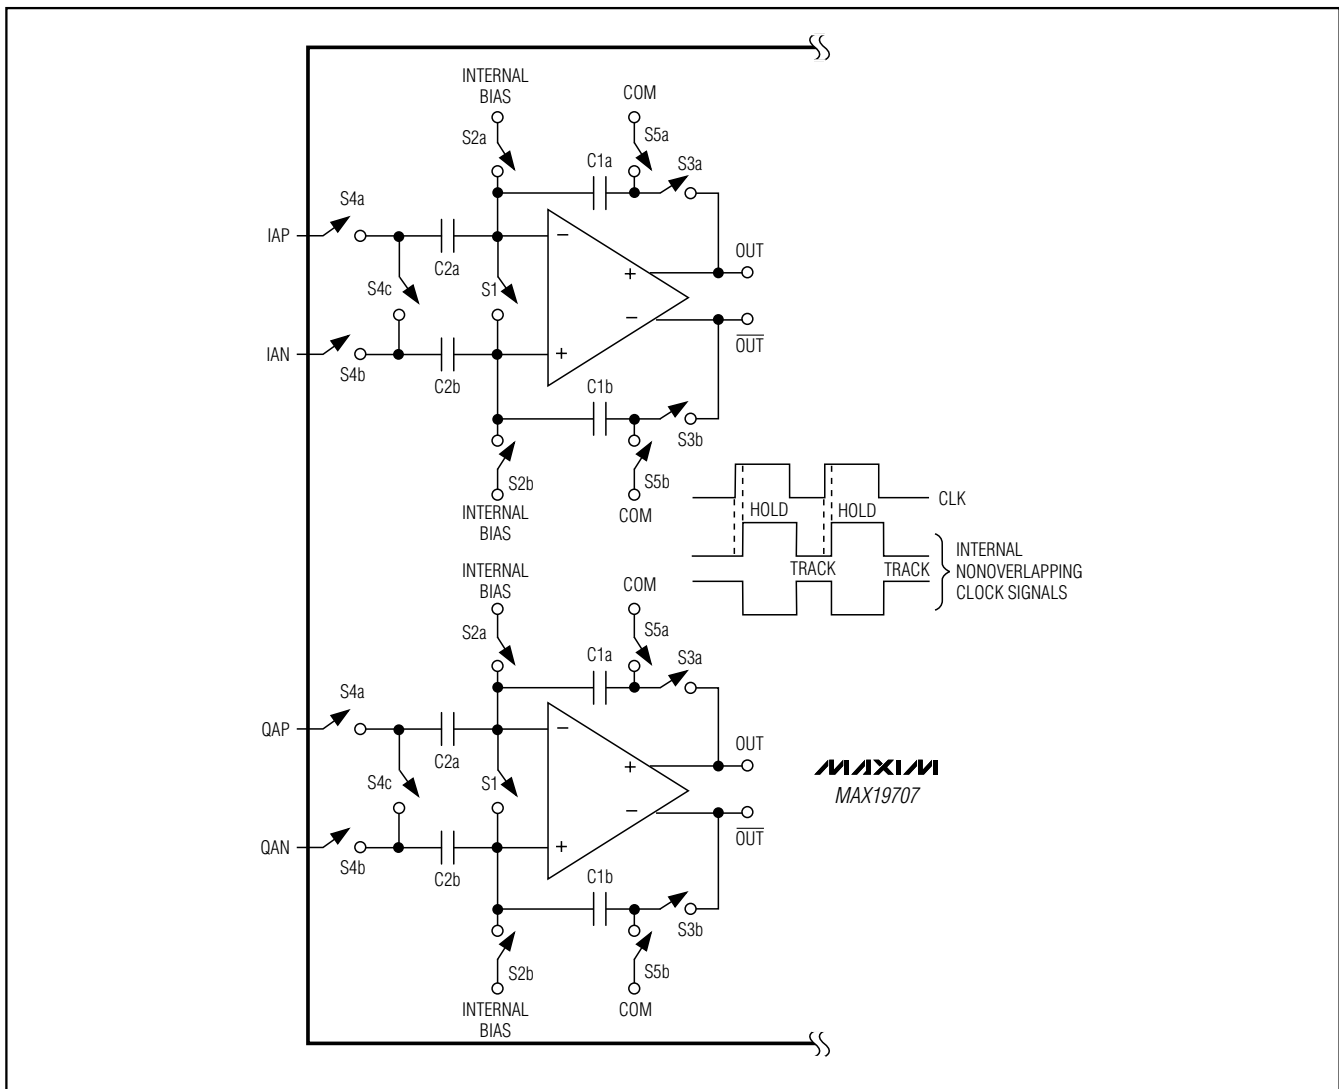 INTERNAL
BIAS
COM
S2a
S5a
C1a
S3a
S4a
IAP
−
OUT
C2a
+
S4c
S1
−
OUT
IAN
+
S4b
C2b
C1b
S3b
S2b
S5b
INTERNAL
BIAS
COM
CLK
HOLD
HOLD
TRACK
TRACK
INTERNAL
NONOVERLAPPING
CLOCK SIGNALS
INTERNAL
BIAS
COM
S2a
S5a
C1a
S3a
S4a
QAP
−
OUT
C2a
+
S4c
S1
−
OUT
QAN
+
S4b
C2b
C1b
S3b
S2b
S5b
INTERNAL
BIAS
COM
MAXIM
MAX19707